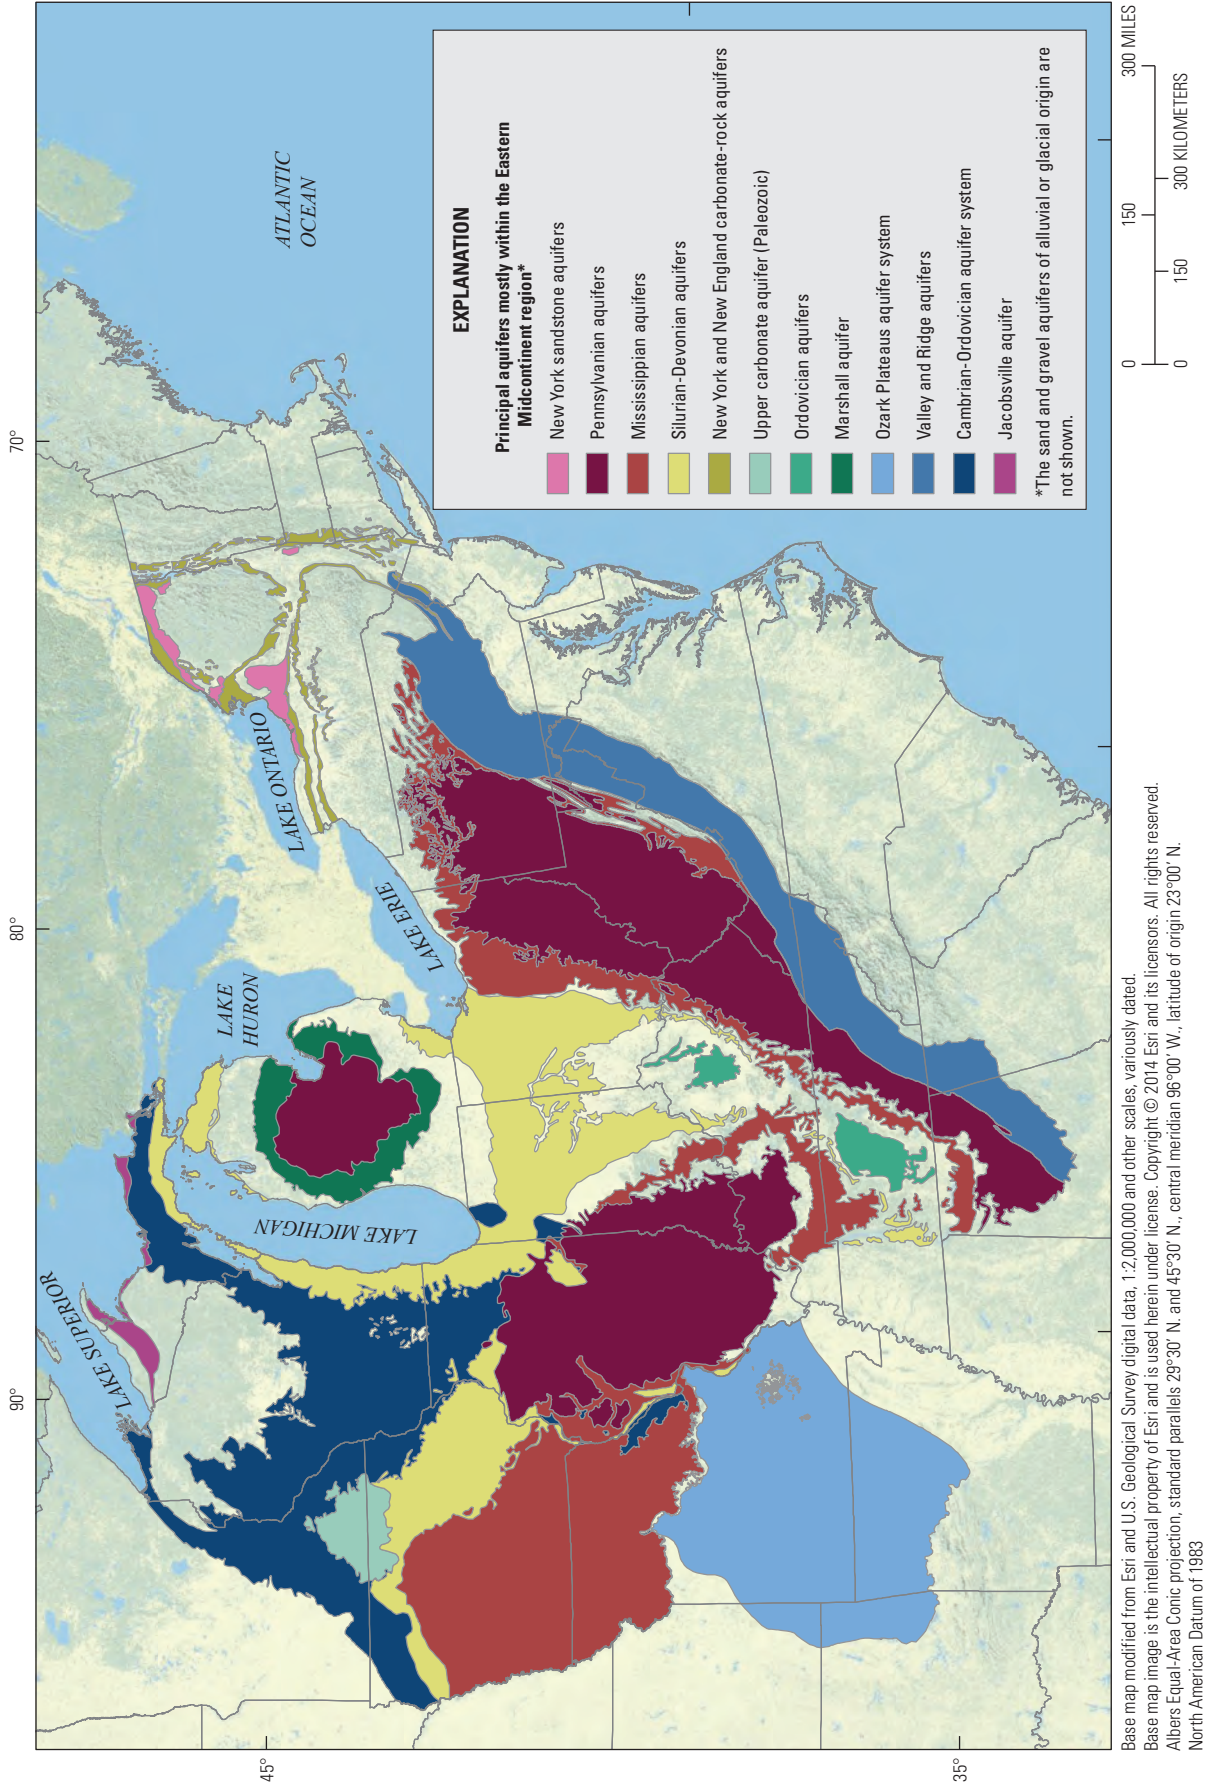 90°
80°
70°
45°
35°
LAKE SUPERIOR
LAKE MICHIGAN
LAKE
HURON
LAKE ERIE
LAKE ONTARIO
ATLANTIC
OCEAN
EXPLANATION
Principal aquifers mostly within the Eastern
Midcontinent region*
New York sandstone aquifers
Pennsylvanian aquifers
Mississippian aquifers
Silurian-Devonian aquifers
New York and New England carbonate-rock aquifers
Upper carbonate aquifer (Paleozoic)
Ordovician aquifers
Marshall aquifer
Ozark Plateaus aquifer system
Valley and Ridge aquifers
Cambrian-Ordovician aquifer system
Jacobsville aquifer
*The sand and gravel aquifers of alluvial or glacial origin are
not shown.
0 150 300 MILES
0 150 300 KILOMETERS
Base map modified from Esri and U.S. Geological Survey digital data, 1:2,000,000 and other scales, variously dated.
Base map image is the intellectual property of Esri and is used herein under license. Copyright © 2014 Esri and its licensors. All rights reserved.
Albers Equal-Area Conic projection, standard parallels 29°30' N. and 45°30' N., central meridian 96°00' W., latitude of origin 23°00' N.
North American Datum of 1983